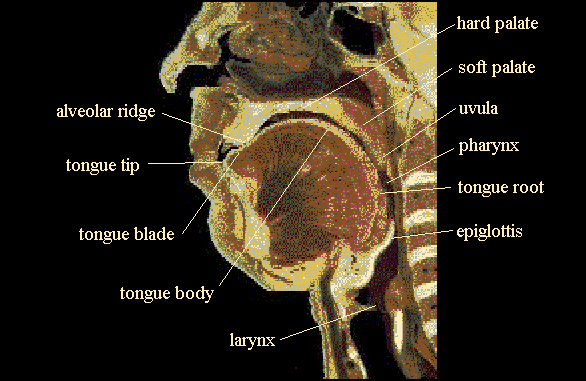 hard palate
soft palate
alveolar ridge
uvula
pharynx
tongue tip
tongue root
tongue blade
epiglottis
tongue body
larynx